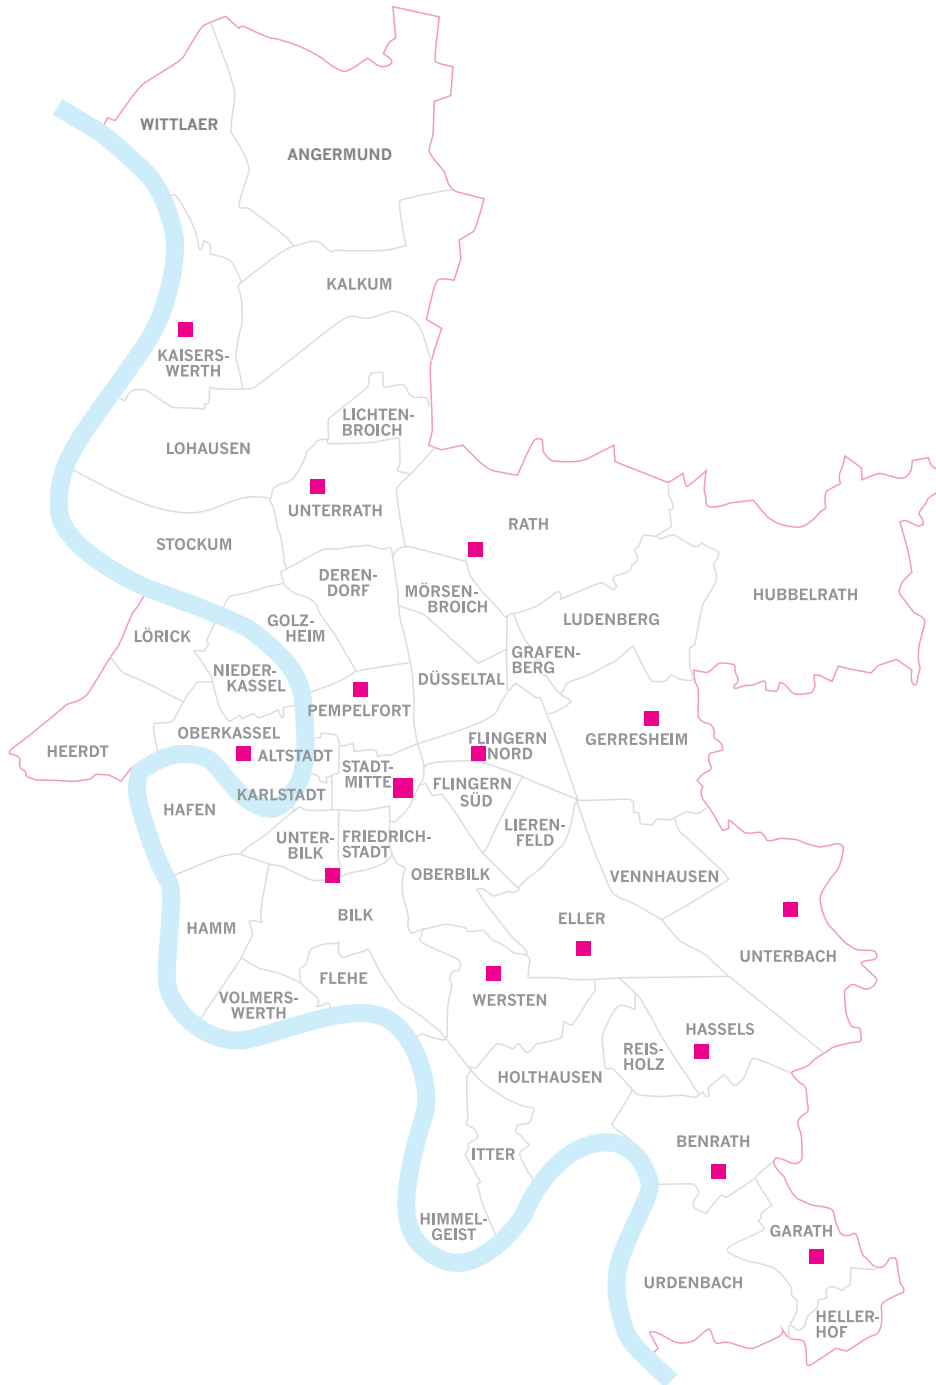 WITTLAER
ANGERMUND
KALKUM
KAISERS-
WERTH
LICHTEN-
BROICH
LOHAUSEN
UNTERRATH
RATH
STOCKUM
DEREN-
DORF
MÖRSEN-
BROICH
HUBBELRATH
GOLZ-
HEIM
LUDENBERG
LÖRICK
GRAFEN-
BERG
NIEDER-
KASSEL
DÜSSELTAL
PEMPELFORT
OBERKASSEL
FLINGERN
NORD
GERRESHEIM
HEERDT
ALTSTADT
STADT-
MITTE
FLINGERN
SÜD
KARLSTADT
HAFEN
LIEREN-
FELD
UNTER-
BILK
FRIEDRICH-
STADT
OBERBILK
VENNHAUSEN
BILK
ELLER
HAMM
UNTERBACH
FLEHE
VOLMERS-
WERTH
WERSTEN
HASSELS
REIS-
HOLZ
HOLTHAUSEN
BENRATH
ITTER
HIMMEL-
GEIST
GARATH
URDENBACH
HELLER-
HOF